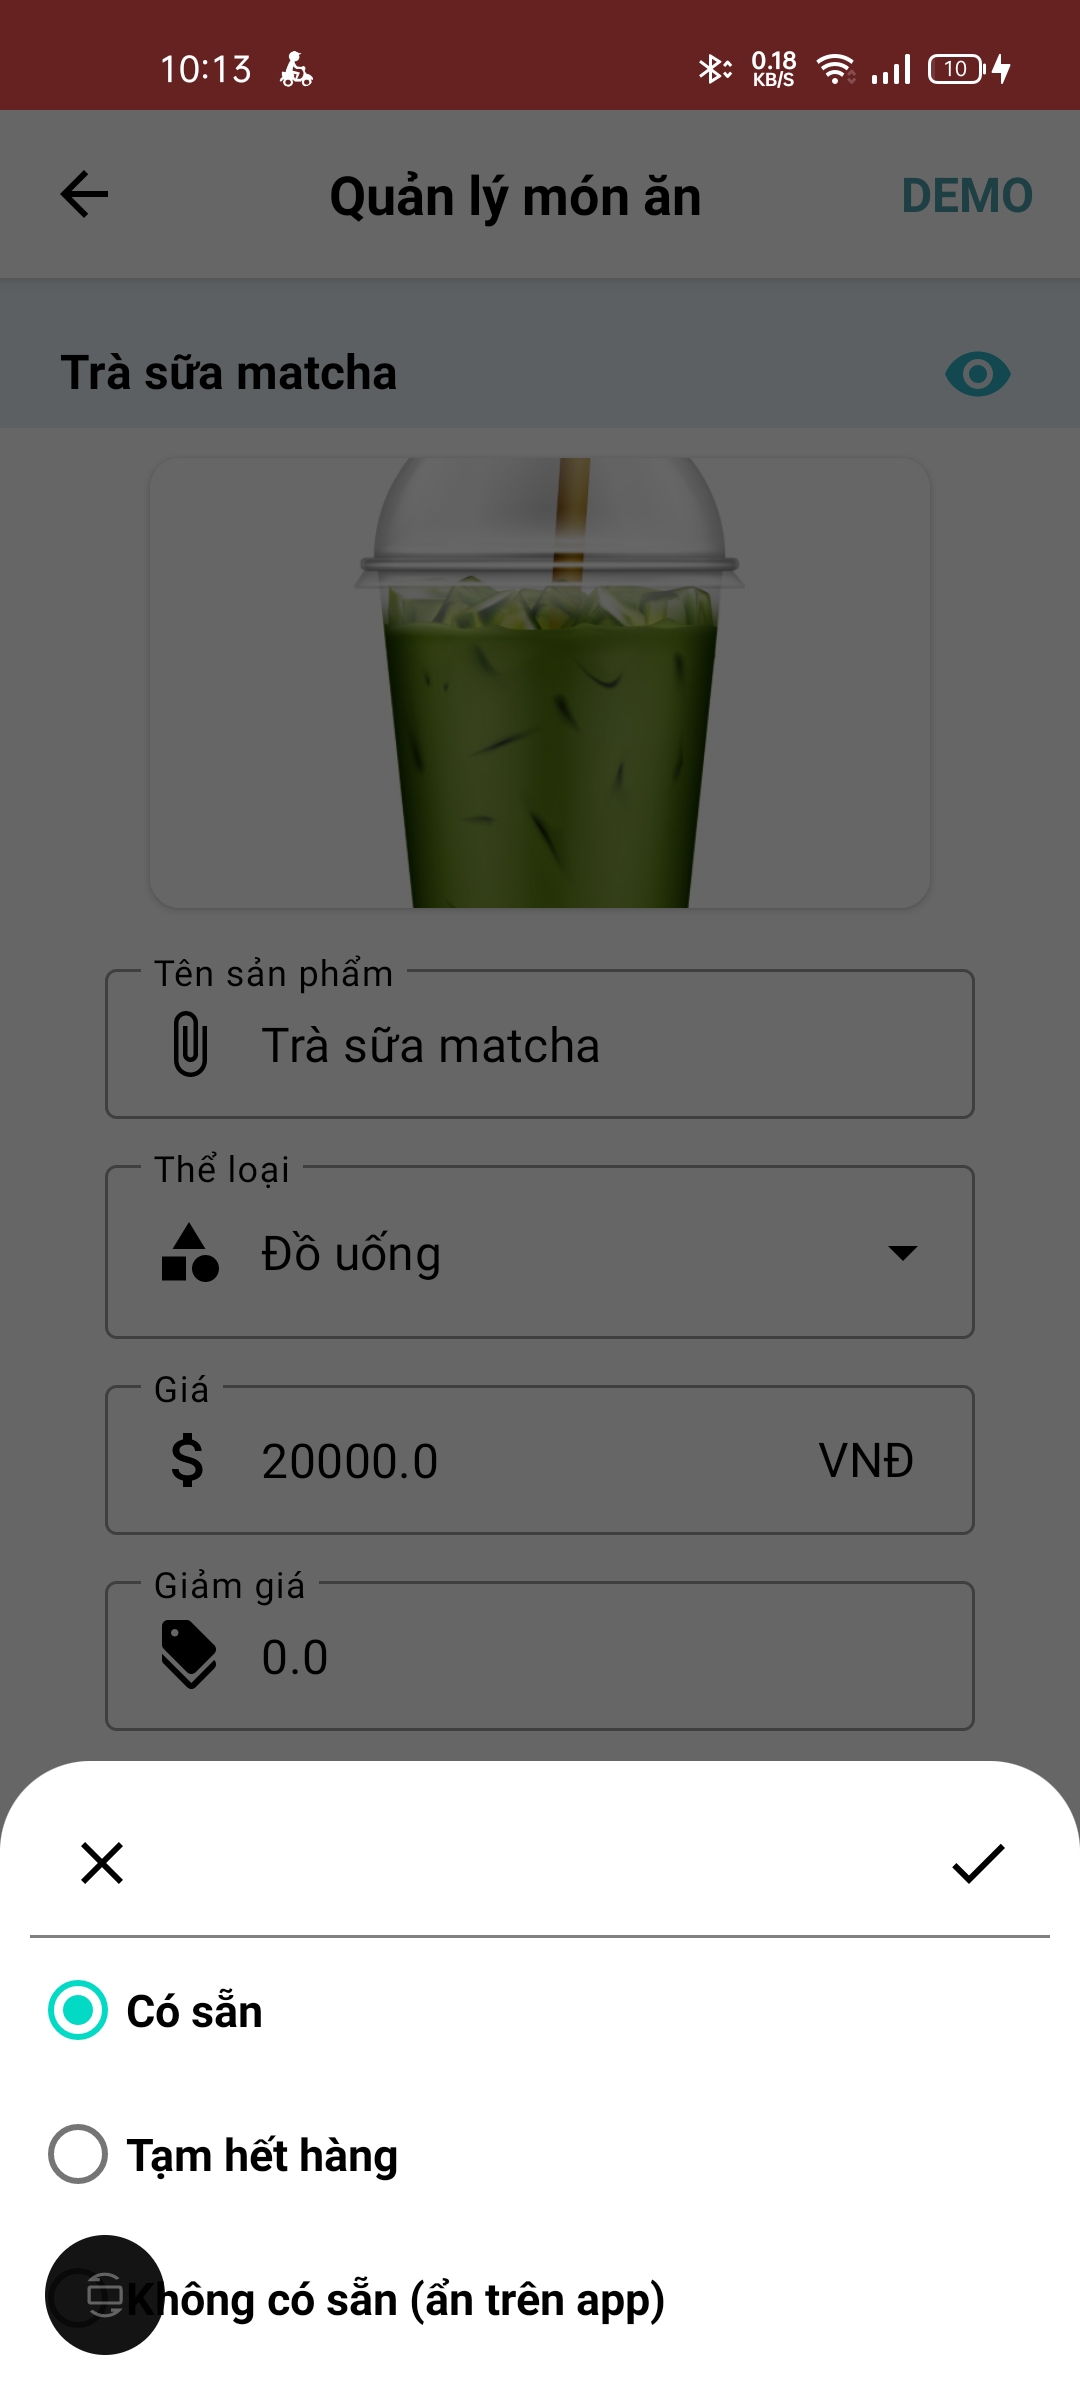 10:13
0.18
KB/S
10
Quản lý món ăn
DEMO
Trà sữa matcha
Tên sản phẩm
Trà sữa matcha
Thể loại
Đồ uống
Giá
20000.0 VNĐ
Giảm giá
0.0
Có sẵn
Tạm hết hàng
Không có sẵn (ẩn trên app)